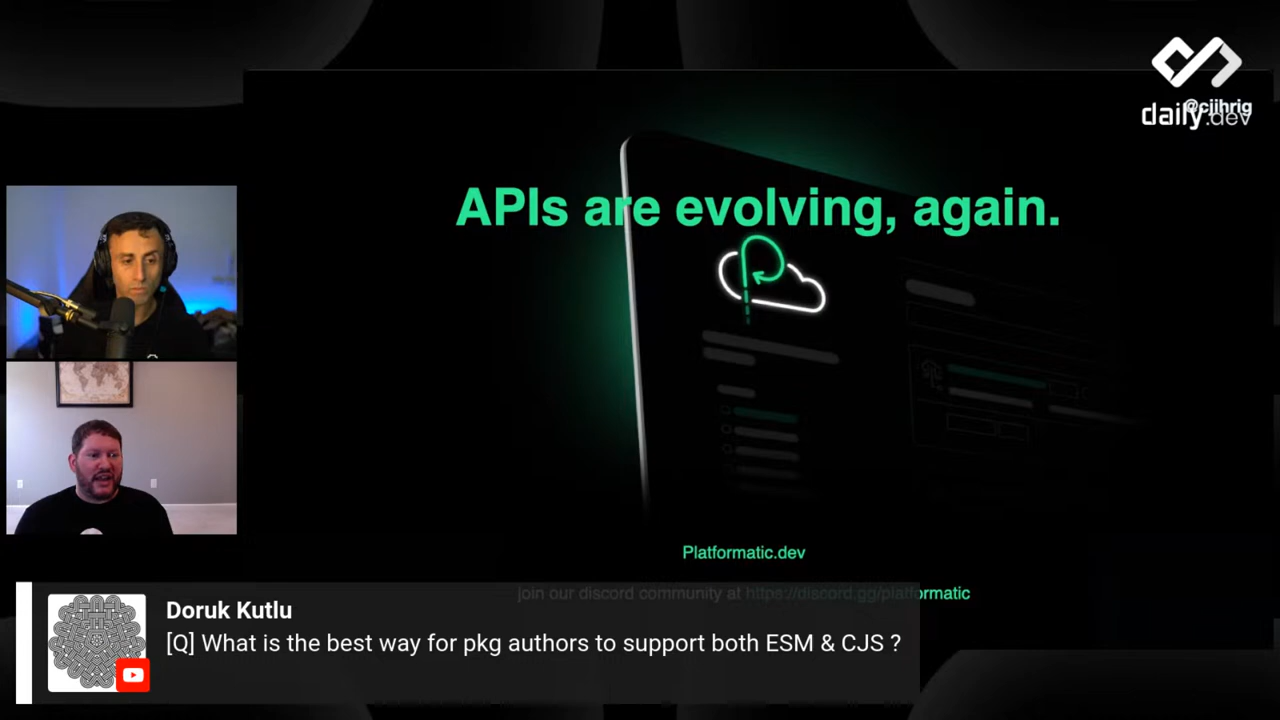 @cjihrig
daily.dev
APIs are evolving, again.
Platformatic.dev
join our discord community at https://discord.gg/platformatic
Doruk Kutlu
[Q] What is the best way for pkg authors to support both ESM & CJS ?